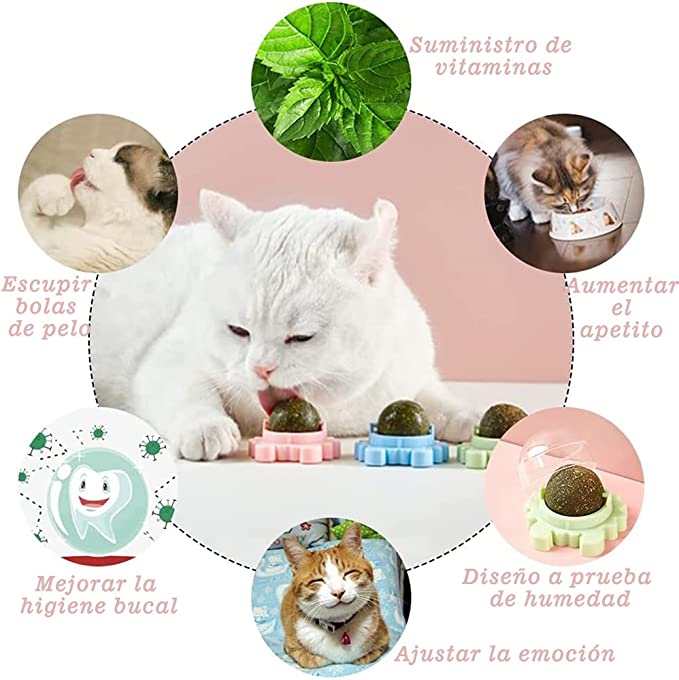 Suministro de
vitaminas
Escupir
bolas
de pelo
Aumentar
el
apetito
Mejorar la
higiene bucal
Diseño a prueba
de humedad
Ajustar la emoción